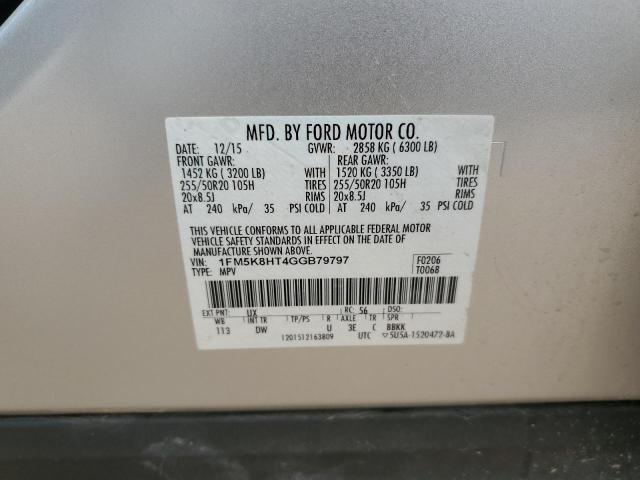 MFD. BY FORD MOTOR CO.
DATE: 12/15 GVWR: 2858 KG ( 6300 LB)
FRONT GAWR: REAR GAWR:
1452 KG ( 3200 LB) WITH 1520 KG ( 3350 LB) WITH
255/50R20 105H TIRES 255/50R20 105H TIRES
20x8.5J RIMS 20x8.5J RIMS
AT 240 kPa/ 35 PSI COLD AT 240 kPa/ 35 PSI COLD
THIS VEHICLE CONFORMS TO ALL APPLICABLE FEDERAL MOTOR
VEHICLE SAFETY STANDARDS IN EFFECT ON THE DATE OF
MANUFACTURE SHOWN ABOVE.
VIN: 1FM5K8HT4GGB79797 F0206
TYPE: MPV T0068
EXT PNT: UX RC: 56 DSO:
WB INT TR TP/PS R AXLE TR SPR
113 DW U 3E C BBKK
1201512163809 UTC ▽5U5A-1520472-BA